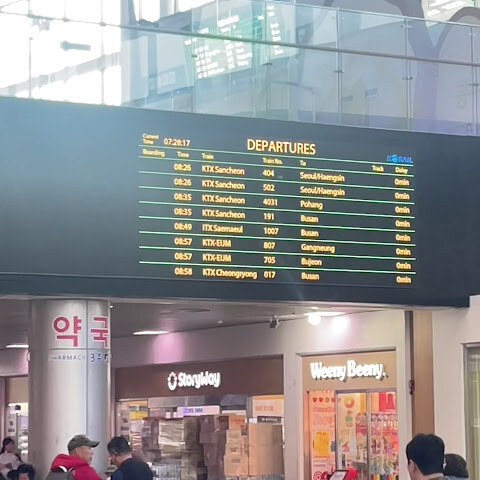 Current Time 07:28:17 DEPARTURES KORAIL
Boarding Time Train Train No. To Track Delay
08:26 KTX Sancheon 404 Seoul/Haengsin 0min
08:26 KTX Sancheon 502 Seoul/Haengsin 0min
08:35 KTX Sancheon 4031 Pohang 0min
08:35 KTX Sancheon 191 Busan 0min
08:49 ITX Saemaeul 1007 Busan 0min
08:57 KTX-EUM 807 Gangneung 0min
08:57 KTX-EUM 705 Bujeon 0min
08:58 KTX Cheongryong 017 Busan 0min
약국
PHARMACY 3
StoryWay
Weeny Beeny.